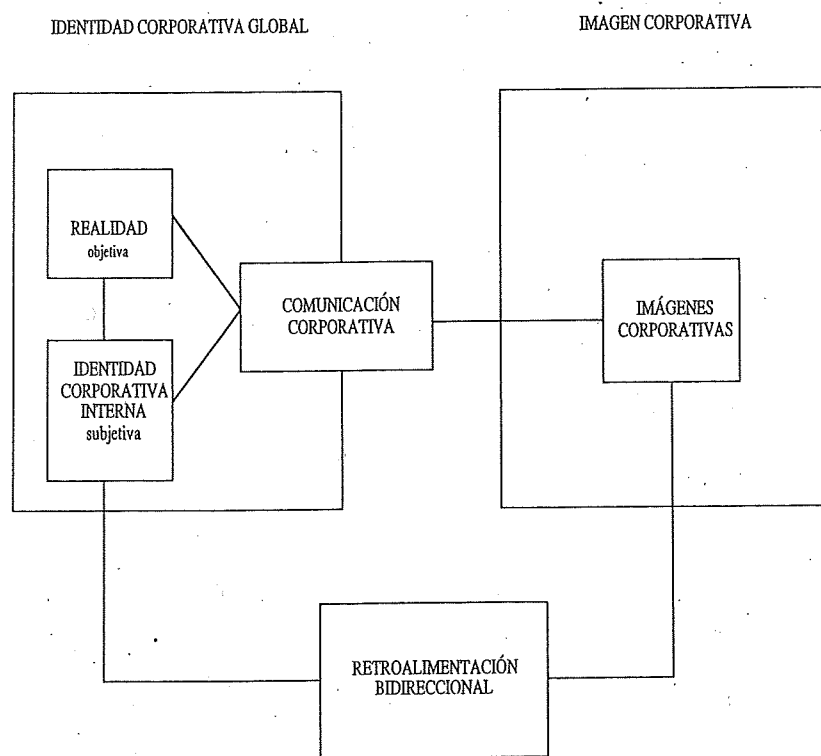 IDENTIDAD CORPORATIVA GLOBAL
IMAGEN CORPORATIVA
REALIDAD
objetiva
COMUNICACIÓN
CORPORATIVA
IMÁGENES
CORPORATIVAS
IDENTIDAD
CORPORATIVA
INTERNA
subjetiva
RETROALIMENTACIÓN
BIDIRECCIONAL